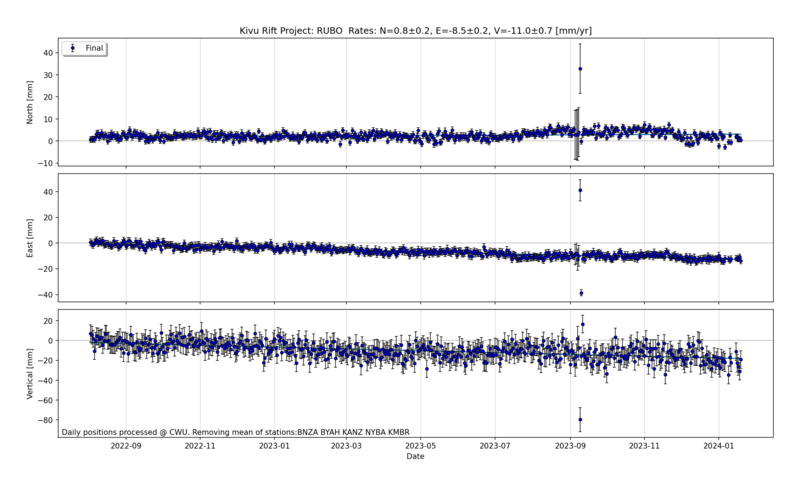 Kivu Rift Project: RUBO  Rates: N=0.8±0.2, E=-8.5±0.2, V=-11.0±0.7 [mm/yr]
Final
North [mm]
40
30
20
10
0
−10
East [mm]
40
20
0
−20
−40
Vertical [mm]
20
0
−20
−40
−60
−80
Daily positions processed @ CWU. Removing mean of stations:BNZA BYAH KANZ NYBA KMBR
2022-09 2022-11 2023-01 2023-03 2023-05 2023-07 2023-09 2023-11 2024-01
Date